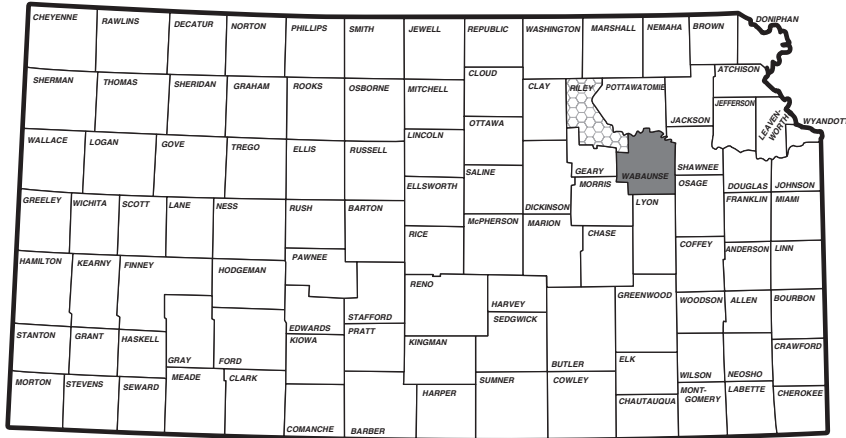 CHEYENNE
RAWLINS
DECATUR
NORTON
PHILLIPS
SMITH
JEWELL
REPUBLIC
WASHINGTON
MARSHALL
NEMAHA
BROWN
DONIPHAN
SHERMAN
THOMAS
SHERIDAN
GRAHAM
ROOKS
OSBORNE
MITCHELL
CLOUD
CLAY
RILEY
POTTAWATOMIE
ATCHISON
JACKSON
JEFFERSON
LEAVEN-
WORTH
WYANDOTT
WALLACE
LOGAN
GOVE
TREGO
ELLIS
RUSSELL
LINCOLN
OTTAWA
SALINE
GEARY
WABAUNSE
SHAWNEE
DOUGLAS
JOHNSON
GREELEY
WICHITA
SCOTT
LANE
NESS
RUSH
BARTON
ELLSWORTH
McPHERSON
DICKINSON
MARION
MORRIS
LYON
OSAGE
FRANKLIN
MIAMI
HAMILTON
KEARNY
FINNEY
HODGEMAN
PAWNEE
RICE
CHASE
COFFEY
ANDERSON
LINN
STAFFORD
RENO
HARVEY
GREENWOOD
WOODSON
ALLEN
BOURBON
STANTON
GRANT
HASKELL
GRAY
FORD
EDWARDS
KIOWA
PRATT
KINGMAN
SEDGWICK
BUTLER
ELK
WILSON
NEOSHO
CRAWFORD
MORTON
STEVENS
SEWARD
MEADE
CLARK
COMANCHE
BARBER
HARPER
SUMNER
COWLEY
CHAUTAUQUA
MONT-
GOMERY
LABETTE
CHEROKEE